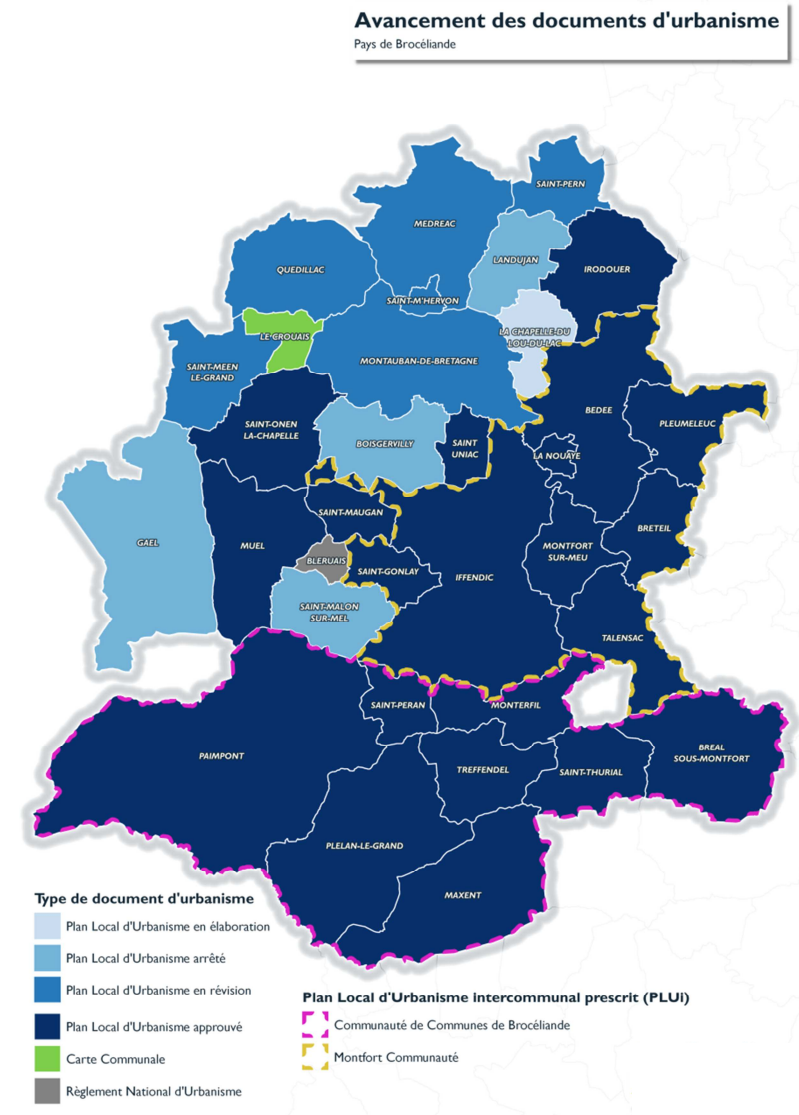 Avancement des documents d'urbanisme
Pays de Brocéliande
SAINT-PERN
MEDREAC
LANDUJAN
IRODOUER
QUEDILLAC
SAINT-M'HERVON
LE CROUAIS
LA CHAPELLE-DU
LOU-DU-LAC
SAINT-MEEN
LE-GRAND
MONTAUBAN-DE-BRETAGNE
BEDEE
PLEUMELEUC
SAINT-ONEN
LA-CHAPELLE
BOISGERVILLY
SAINT
UNIAC
LA NOUAYE
SAINT-MAUGAN
BRETEIL
GAEL
MUEL
MONTFORT
SUR-MEU
BLERUAIS
SAINT-GONLAY
IFFENDIC
SAINT-MALON
SUR-MEL
TALENSAC
SAINT-PERAN
MONTERFIL
PAIMPONT
TREFFENDEL
SAINT-THURIAL
BREAL
SOUS-MONTFORT
PLELAN-LE-GRAND
MAXENT
Type de document d'urbanisme
Plan Local d'Urbanisme en élaboration
Plan Local d'Urbanisme arrêté
Plan Local d'Urbanisme en révision
Plan Local d'Urbanisme approuvé
Carte Communale
Règlement National d'Urbanisme
Plan Local d'Urbanisme intercommunal prescrit (PLUi)
Communauté de Communes de Brocéliande
Montfort Communauté